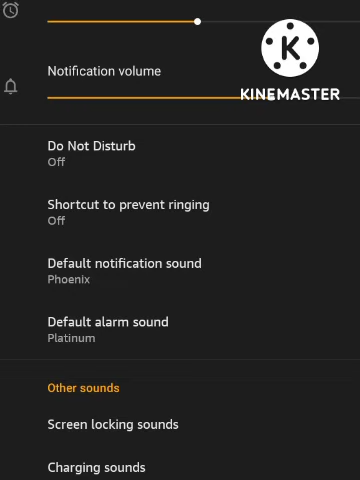 Notification volume
KINEMASTER
Do Not Disturb
Off
Shortcut to prevent ringing
Off
Default notification sound
Phoenix
Default alarm sound
Platinum
Other sounds
Screen locking sounds
Charging sounds